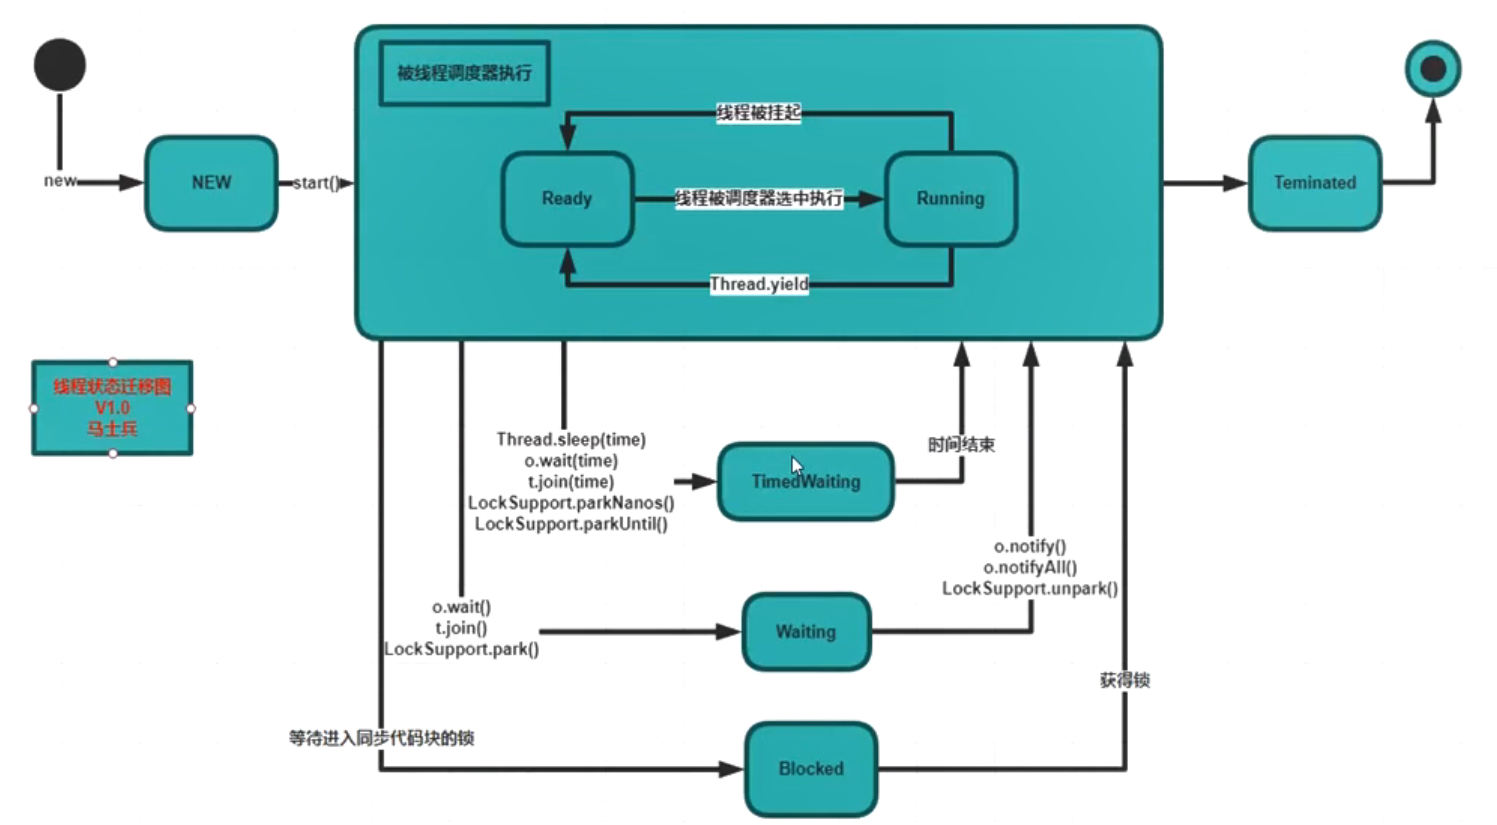 被线程调度器执行
线程被挂起
new
NEW
start()
Ready
线程被调度器选中执行
Running
Teminated
Thread.yield
线程状态迁移图
V1.0
马士兵
Thread.sleep(time)
o.wait(time)
t.join(time)
LockSupport.parkNanos()
LockSupport.parkUntil()
TimedWaiting
时间结束
o.wait()
t.join()
LockSupport.park()
Waiting
o.notify()
o.notifyAll()
LockSupport.unpark()
等待进入同步代码块的锁
Blocked
获得锁